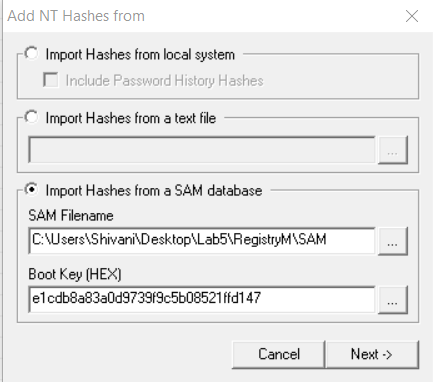 Add NT Hashes from
Import Hashes from local system
Include Password History Hashes
Import Hashes from a text file
...
Import Hashes from a SAM database
SAM Filename
C:\Users\Shivani\Desktop\Lab5\RegistryM\SAM
...
Boot Key (HEX)
e1cdb8a83a0d9739f9c5b08521ffd147
...
Cancel
Next ->